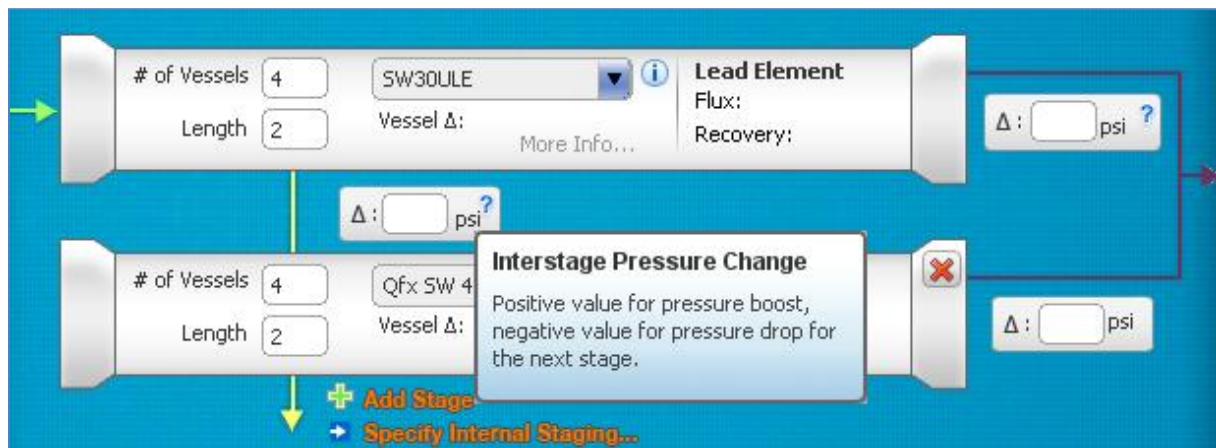 # of Vessels 4
SW30ULE
i
Lead Element
Length 2
Vessel Δ:
Flux:
More Info...
Recovery:
Δ : psi ?
Δ : psi ?
# of Vessels 4
Qfx SW 4
Length 2
Vessel Δ:
Interstage Pressure Change
Positive value for pressure boost,
negative value for pressure drop for
the next stage.
Δ : psi
Add Stage
Specify Internal Staging...